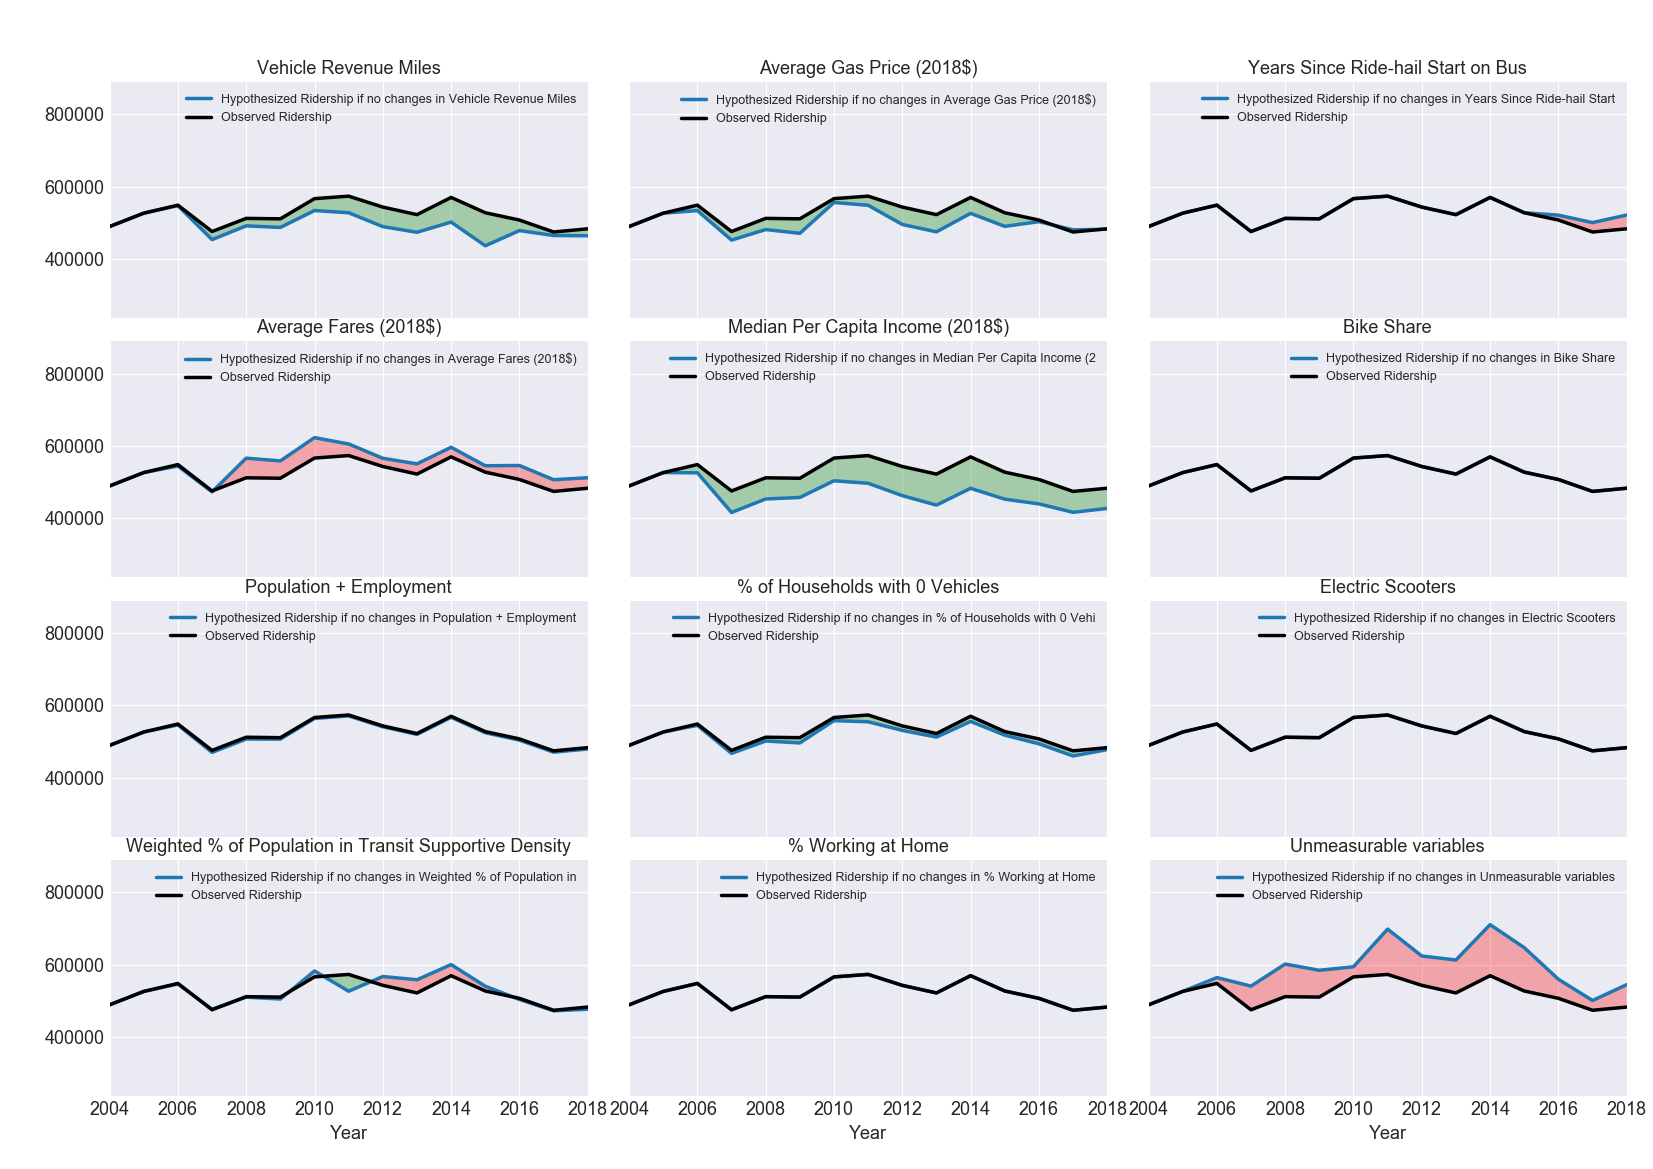 Vehicle Revenue Miles
Hypothesized Ridership if no changes in Vehicle Revenue Miles
Observed Ridership
800000
600000
400000
Average Gas Price (2018$)
Hypothesized Ridership if no changes in Average Gas Price (2018$)
Observed Ridership
Years Since Ride-hail Start on Bus
Hypothesized Ridership if no changes in Years Since Ride-hail Start
Observed Ridership
Average Fares (2018$)
Hypothesized Ridership if no changes in Average Fares (2018$)
Observed Ridership
800000
600000
400000
Median Per Capita Income (2018$)
Hypothesized Ridership if no changes in Median Per Capita Income (2
Observed Ridership
Bike Share
Hypothesized Ridership if no changes in Bike Share
Observed Ridership
Population + Employment
Hypothesized Ridership if no changes in Population + Employment
Observed Ridership
800000
600000
400000
% of Households with 0 Vehicles
Hypothesized Ridership if no changes in % of Households with 0 Vehi
Observed Ridership
Electric Scooters
Hypothesized Ridership if no changes in Electric Scooters
Observed Ridership
Weighted % of Population in Transit Supportive Density
Hypothesized Ridership if no changes in Weighted % of Population in
Observed Ridership
800000
600000
400000
2004 2006 2008 2010 2012 2014 2016 2018
Year
% Working at Home
Hypothesized Ridership if no changes in % Working at Home
Observed Ridership
2004 2006 2008 2010 2012 2014 2016 2018
Year
Unmeasurable variables
Hypothesized Ridership if no changes in Unmeasurable variables
Observed Ridership
2004 2006 2008 2010 2012 2014 2016 2018
Year